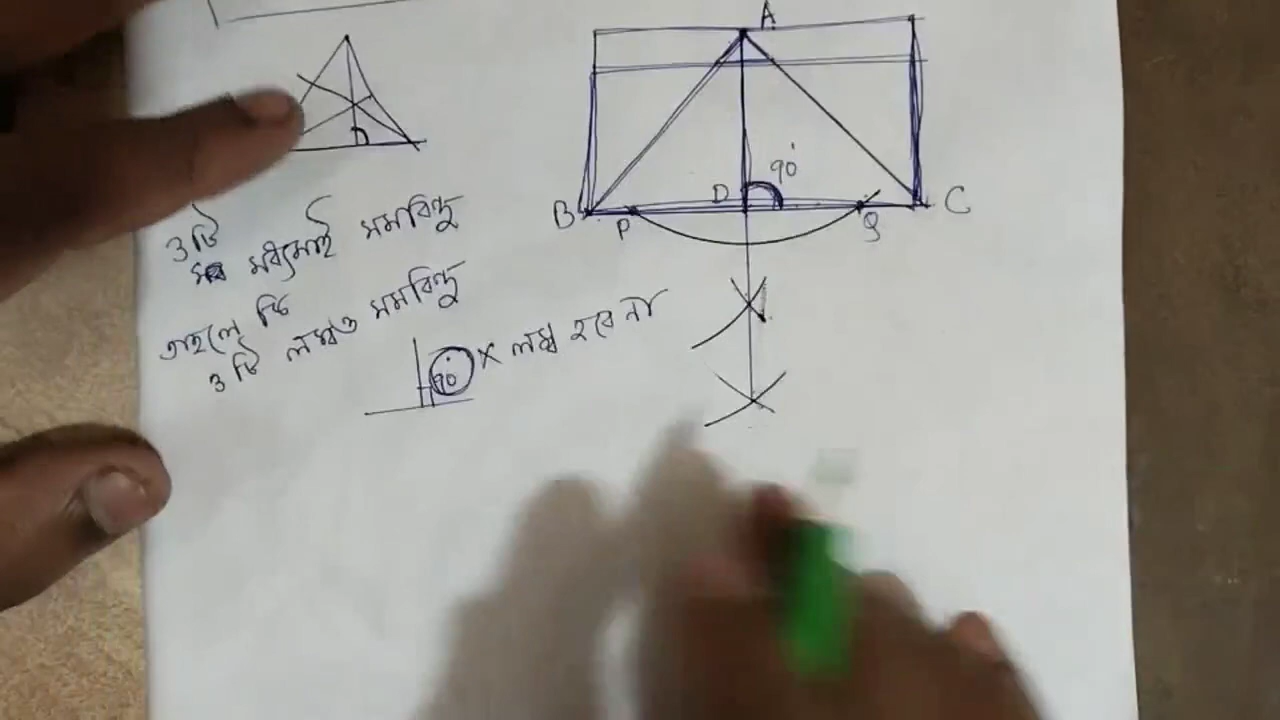 A
90°
B
P
D
Q
C
৩টি
মধ্যমাই সমবিন্দু
তাহলে কি
৩টি লম্বও সমবিন্দু
90° × লম্ব হবে না